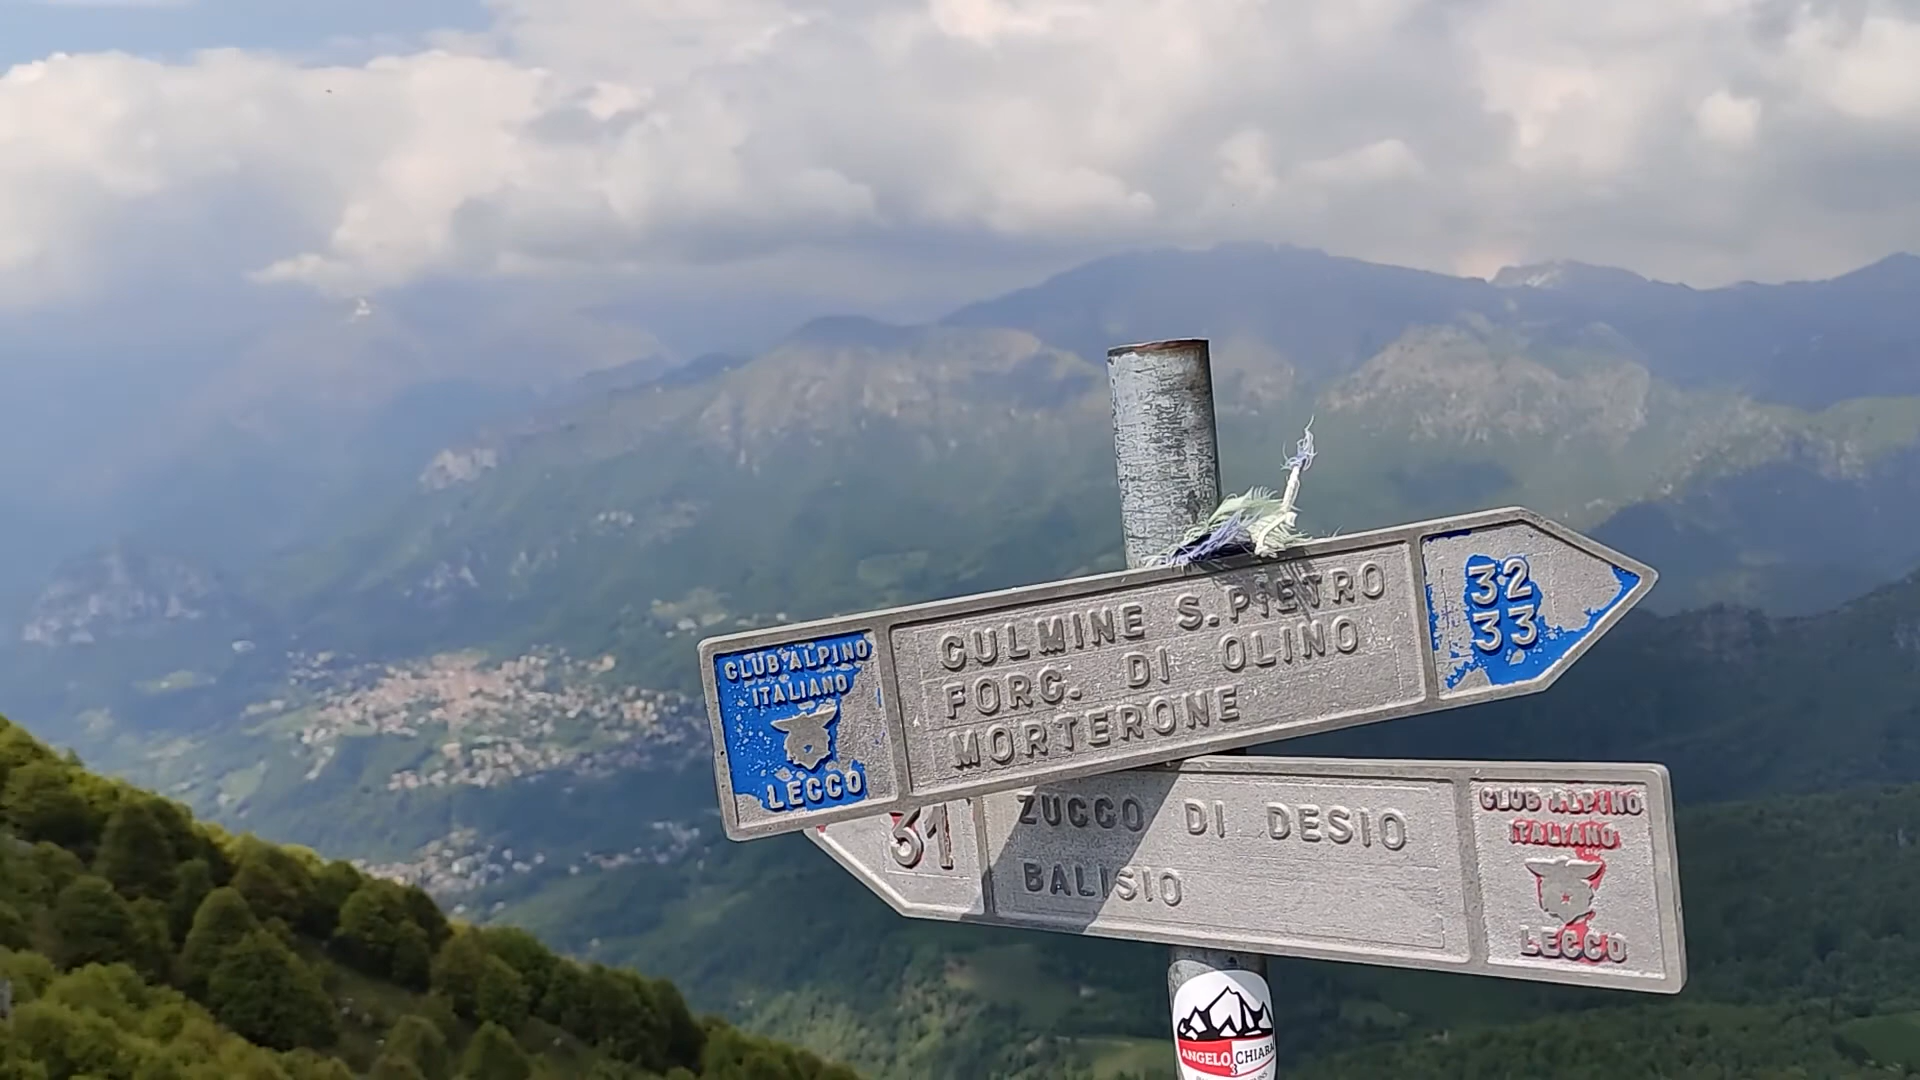 CLUB ALPINO
ITALIANO
LECCO
CULMINE S. PIETRO
FORC. DI OLINO
MORTERONE
32
33
31
ZUCCO DI DESIO
BALISIO
CLUB ALPINO
ITALIANO
LECCO
ANGELO & CHIARA